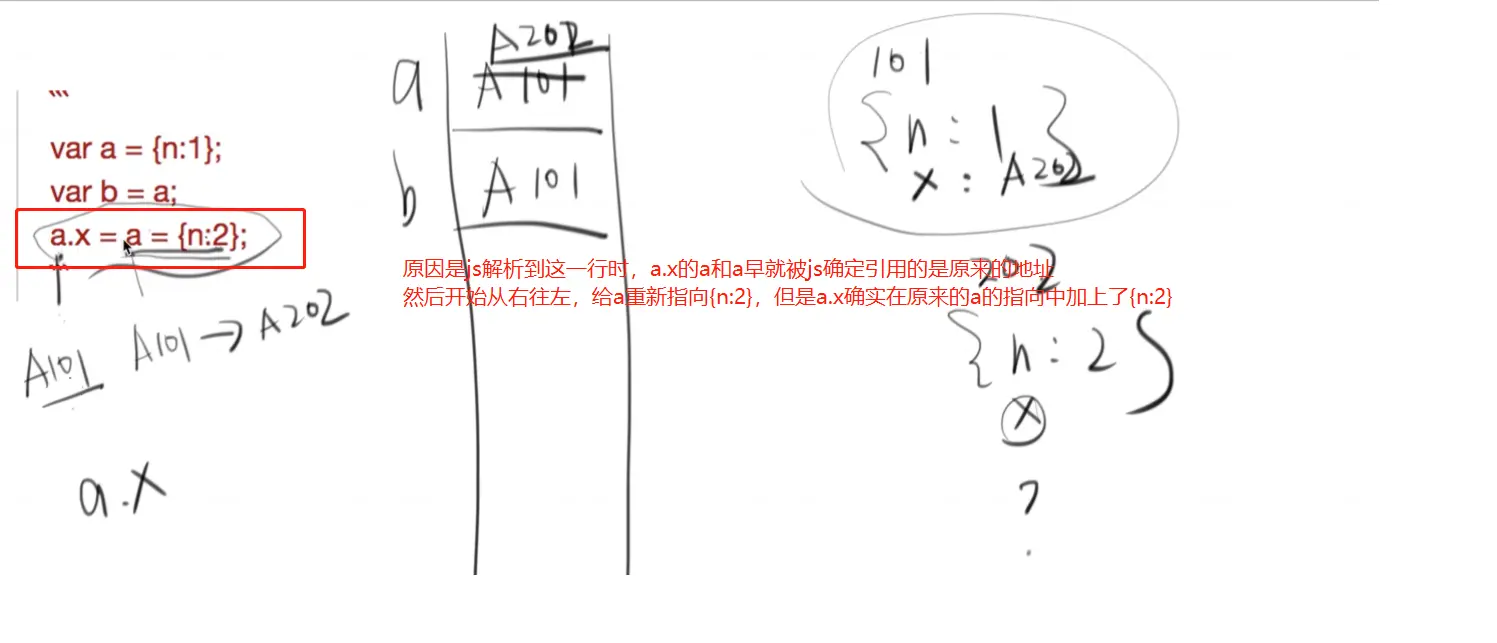 ```
var a = {n:1};
var b = a;
a.x = a = {n:2};
A101
A101 → A202
a.x
A202
a A101
b A101
101
{n : 1}
x : A202
原因是js解析到这一行时，a.x的a和a早就被js确定引用的是原来的地址
然后开始从右往左，给a重新指向{n:2}，但是a.x确实在原来的a的指向中加上了{n:2}
202
{n : 2}
x
?